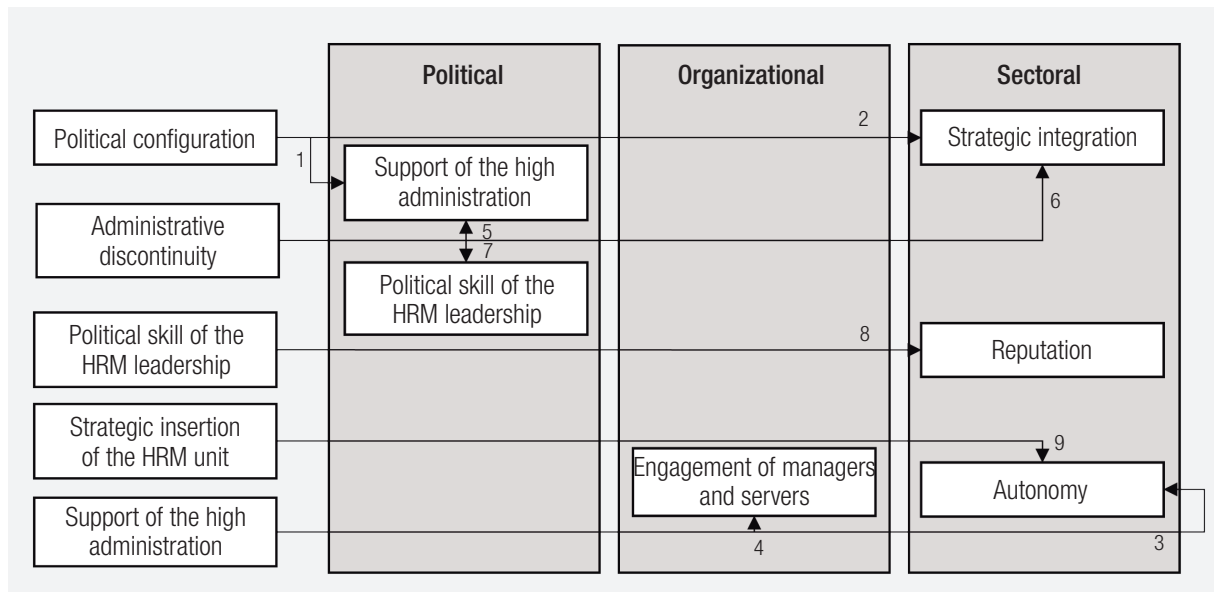 Political
Organizational
Sectoral
Political configuration
1
2
Strategic integration
Support of the high
administration
Administrative
discontinuity
5
7
6
Political skill of the
HRM leadership
Political skill of the
HRM leadership
8
Reputation
Strategic insertion
of the HRM unit
9
Engagement of managers
and servers
Autonomy
Support of the high
administration
4
3